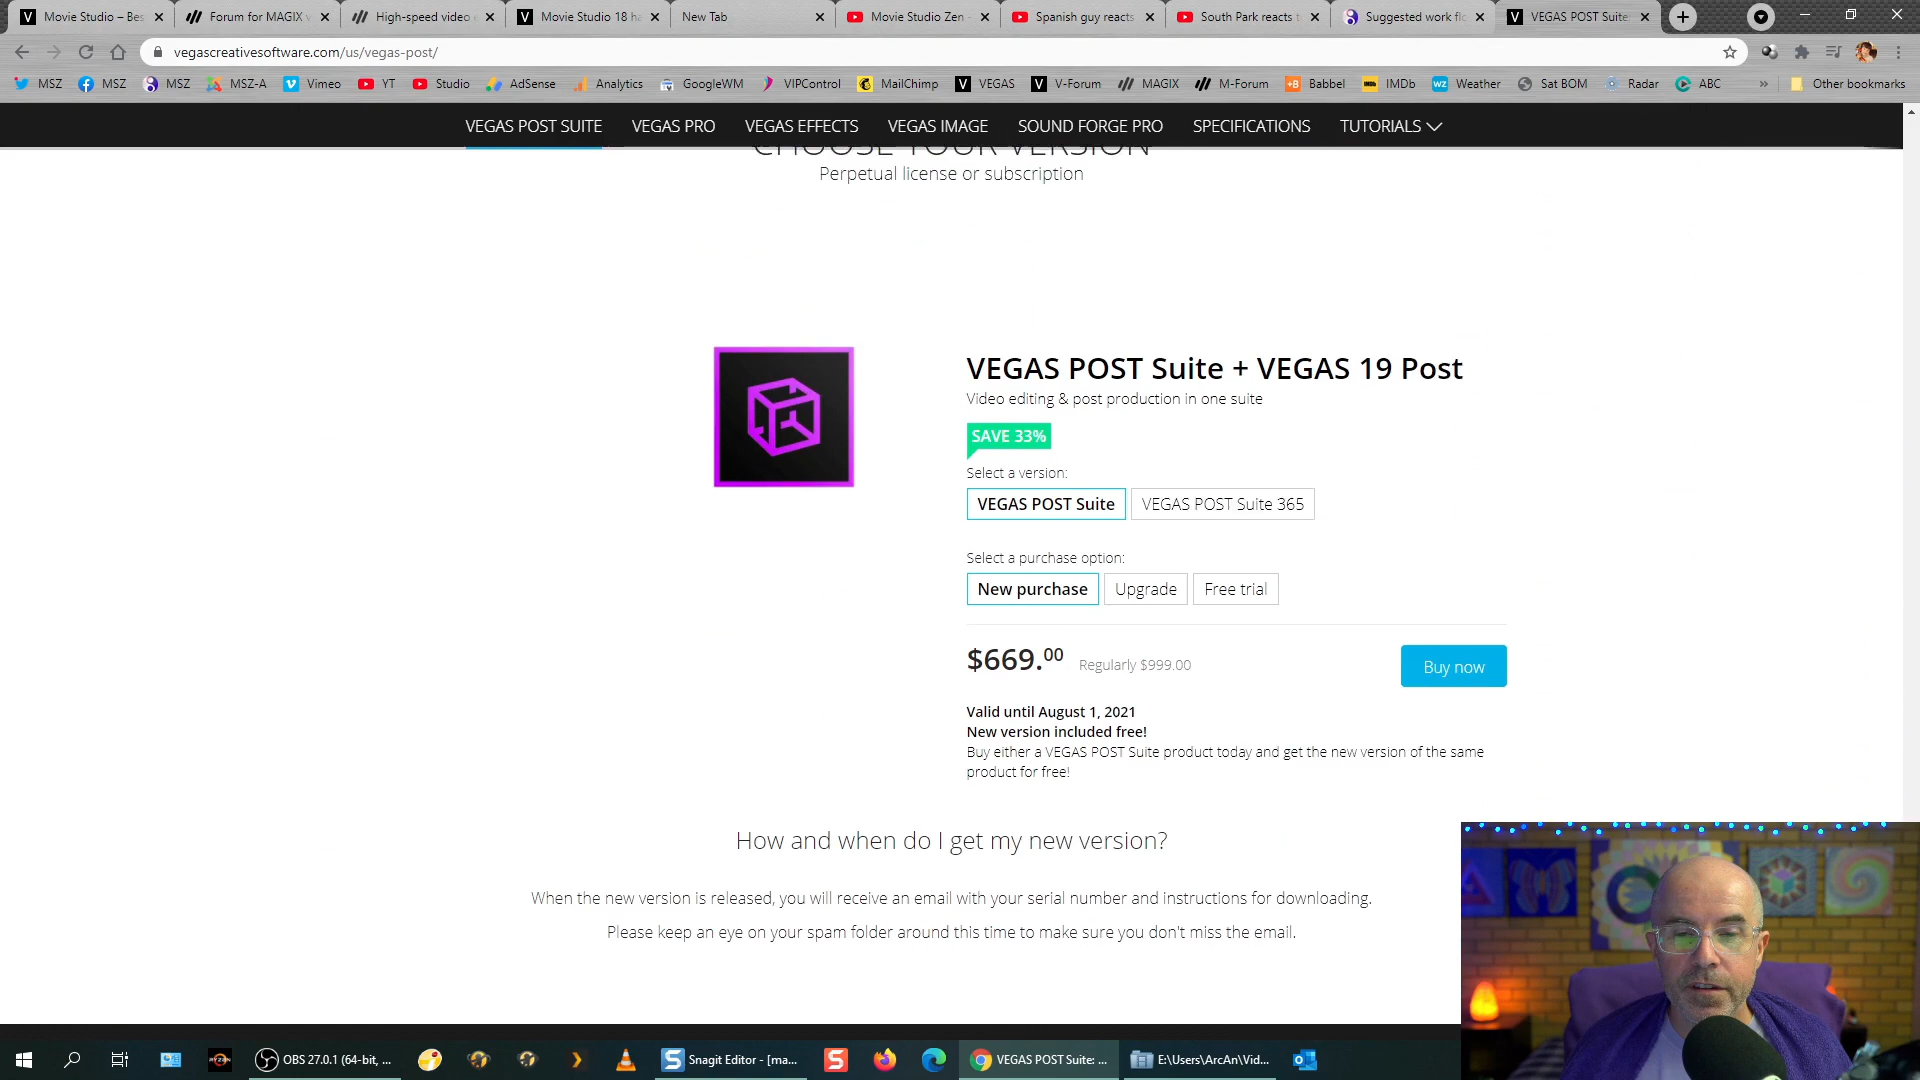 Movie Studio – Bes
Forum for MAGIX v
High-speed video e
Movie Studio 18 ha
New Tab
Movie Studio Zen -
Spanish guy reacts
South Park reacts t
Suggested work flo
VEGAS POST Suite
vegascreativesoftware.com/us/vegas-post/
MSZ
MSZ
MSZ
MSZ-A
Vimeo
YT
Studio
AdSense
Analytics
GoogleWM
VIPControl
MailChimp
VEGAS
V-Forum
MAGIX
M-Forum
Babbel
IMDb
Weather
Sat BOM
Radar
ABC
Other bookmarks
VEGAS POST SUITE
VEGAS PRO
VEGAS EFFECTS
VEGAS IMAGE
SOUND FORGE PRO
SPECIFICATIONS
TUTORIALS
CHOOSE YOUR VERSION
Perpetual license or subscription
VEGAS POST Suite + VEGAS 19 Post
Video editing & post production in one suite
SAVE 33%
Select a version:
VEGAS POST Suite
VEGAS POST Suite 365
Select a purchase option:
New purchase
Upgrade
Free trial
$669.00 Regularly $999.00
Buy now
Valid until August 1, 2021
New version included free!
Buy either a VEGAS POST Suite product today and get the new version of the same
product for free!
How and when do I get my new version?
When the new version is released, you will receive an email with your serial number and instructions for downloading.
Please keep an eye on your spam folder around this time to make sure you don't miss the email.
RYZEN
OBS 27.0.1 (64-bit, ...
Snagit Editor - [ma...
VEGAS POST Suite: ...
E:\Users\ArcAn\Vid...